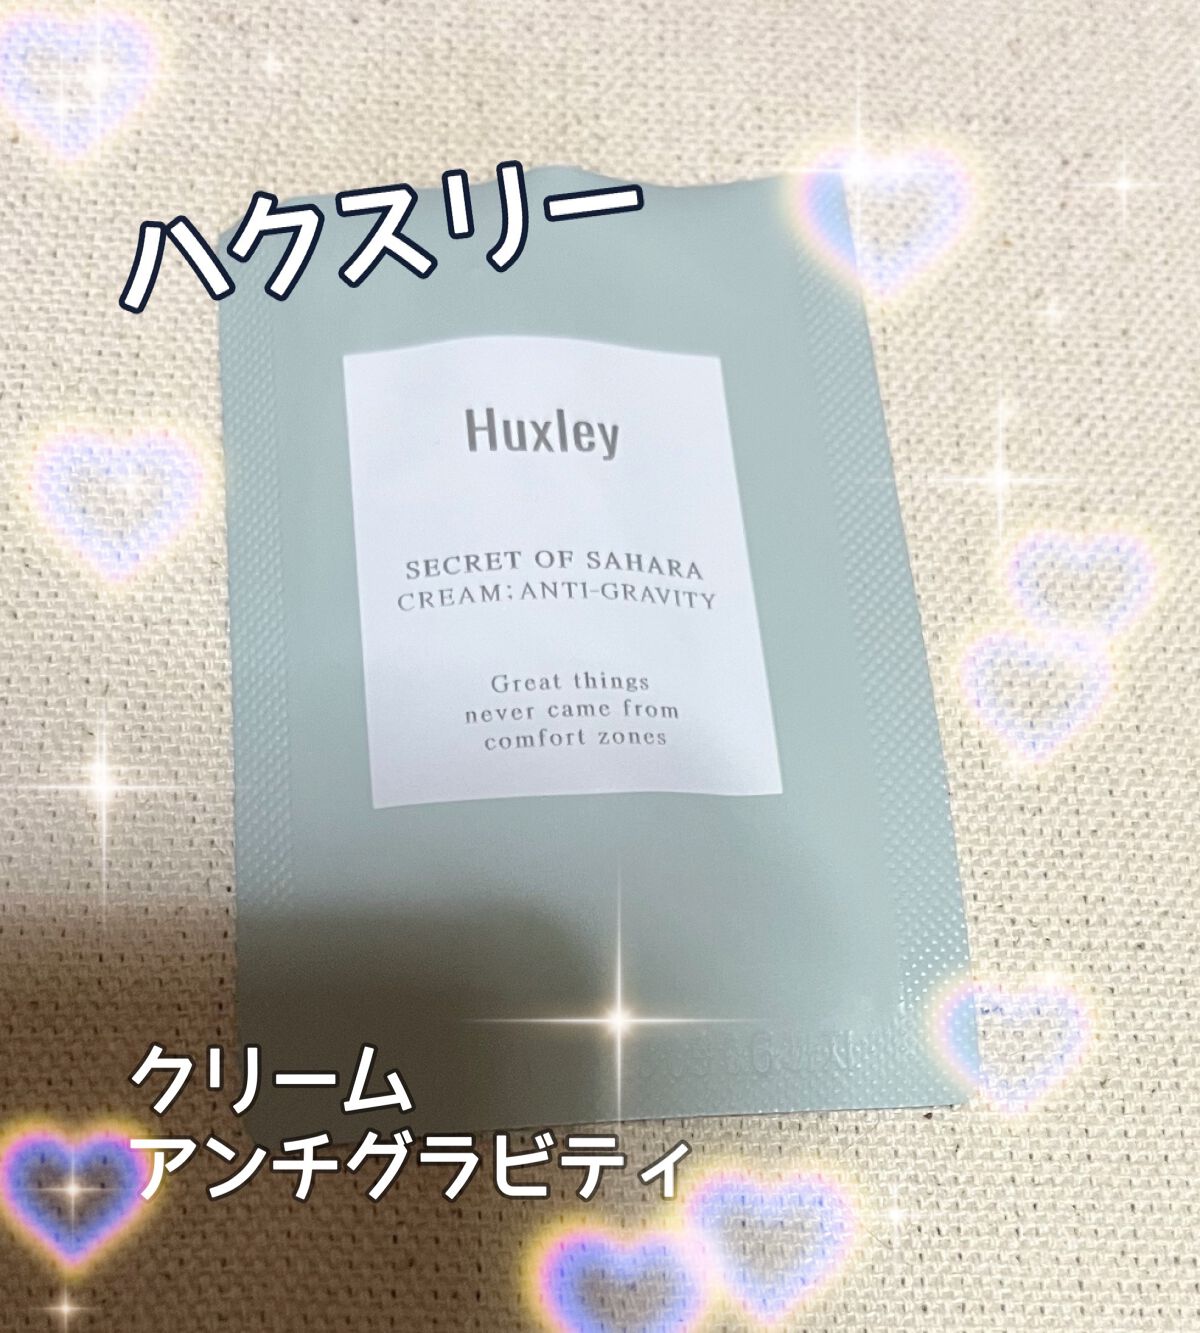 ハクスリー
Huxley
SECRET OF SAHARA
CREAM; ANTI-GRAVITY
Great things
never came from
comfort zones
クリーム
アンチグラビティ